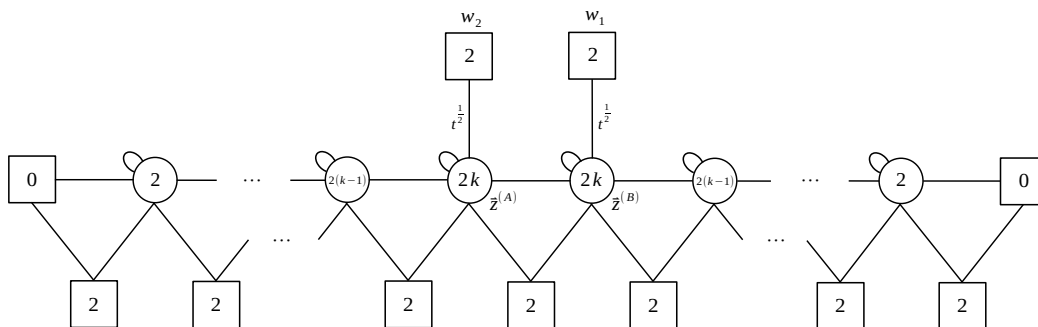 w₂ w₁
2 2
t^{1/2} t^{1/2}
0 2 ... 2(k−1) 2k 2k 2(k−1) ... 2 0
z⃗^{(A)} z⃗^{(B)}
... ...
2 2 2 2 2 2 2